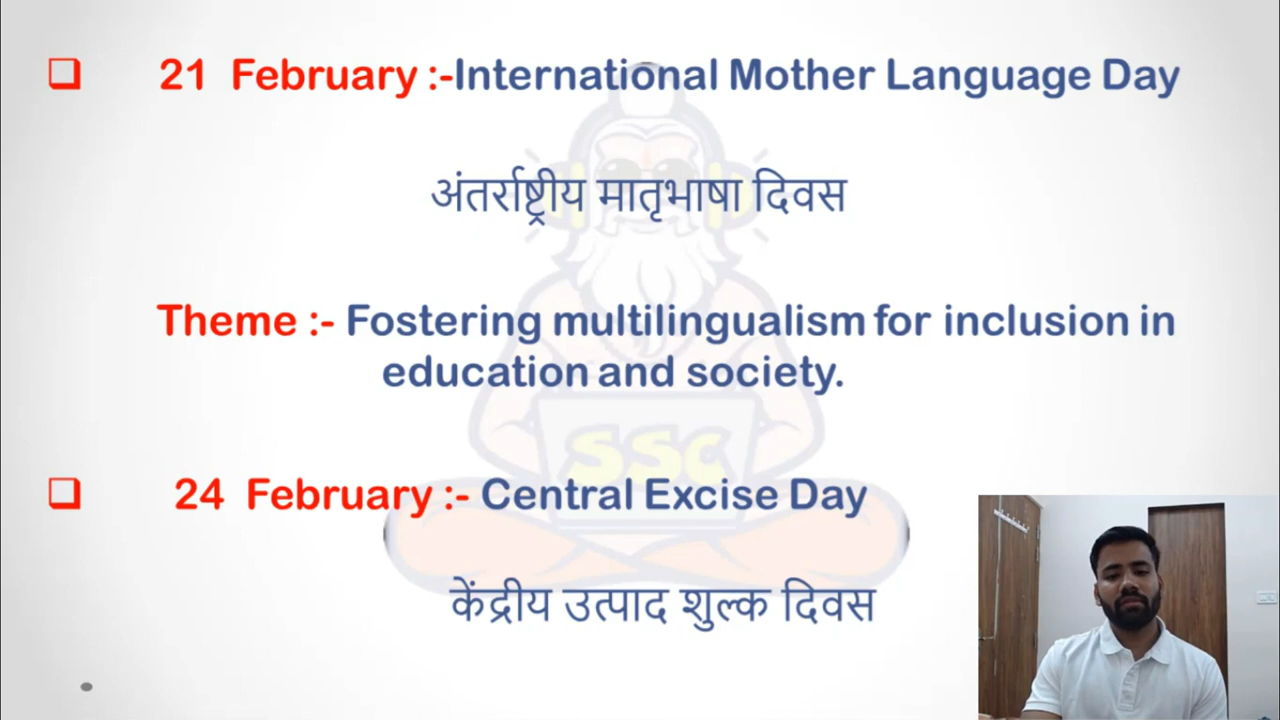 21 February :-International Mother Language Day
अंतर्राष्ट्रीय मातृभाषा दिवस
Theme :- Fostering multilingualism for inclusion in
education and society.
SSC
24 February :- Central Excise Day
केंद्रीय उत्पाद शुल्क दिवस